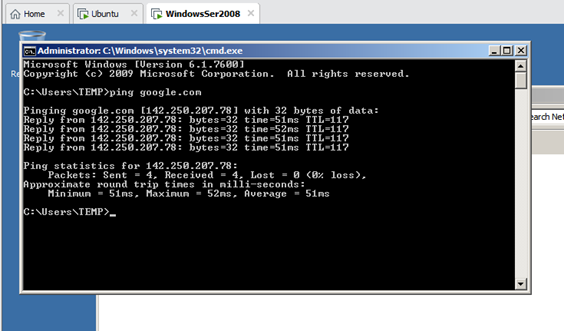 Home
Ubuntu
WindowsSer2008
Administrator: C:\Windows\system32\cmd.exe
Microsoft Windows [Version 6.1.7600]
Copyright (c) 2009 Microsoft Corporation.  All rights reserved.
C:\Users\TEMP>ping google.com
Pinging google.com [142.250.207.78] with 32 bytes of data:
Reply from 142.250.207.78: bytes=32 time=51ms TTL=117
Reply from 142.250.207.78: bytes=32 time=52ms TTL=117
Reply from 142.250.207.78: bytes=32 time=51ms TTL=117
Reply from 142.250.207.78: bytes=32 time=51ms TTL=117
Ping statistics for 142.250.207.78:
    Packets: Sent = 4, Received = 4, Lost = 0 (0% loss),
Approximate round trip times in milli-seconds:
    Minimum = 51ms, Maximum = 52ms, Average = 51ms
C:\Users\TEMP>_
Re
earch Net